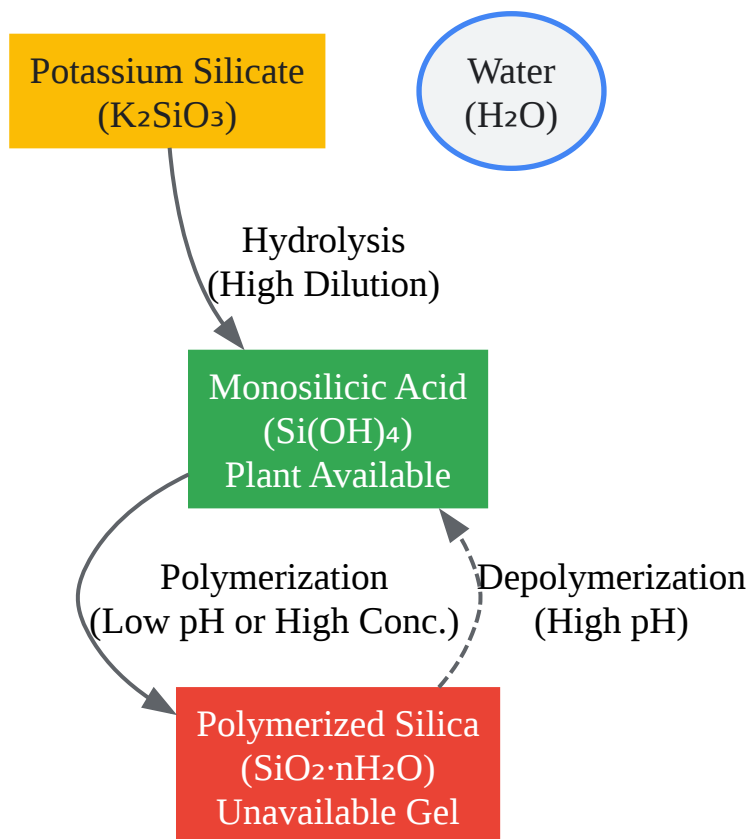 Potassium Silicate
(K₂SiO₃)
Water
(H₂O)
Hydrolysis
(High Dilution)
Monosilicic Acid
(Si(OH)₄)
Plant Available
Polymerization
(Low pH or High Conc.)
Depolymerization
(High pH)
Polymerized Silica
(SiO₂·nH₂O)
Unavailable Gel